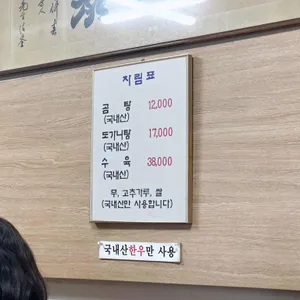 차림표
곰 탕 12,000
(국내산)
도가니탕 17,000
(국내산)
수 육 38,000
(국내산)
무, 고추가루, 쌀
(국내산만 사용합니다)
국내산한우만 사용